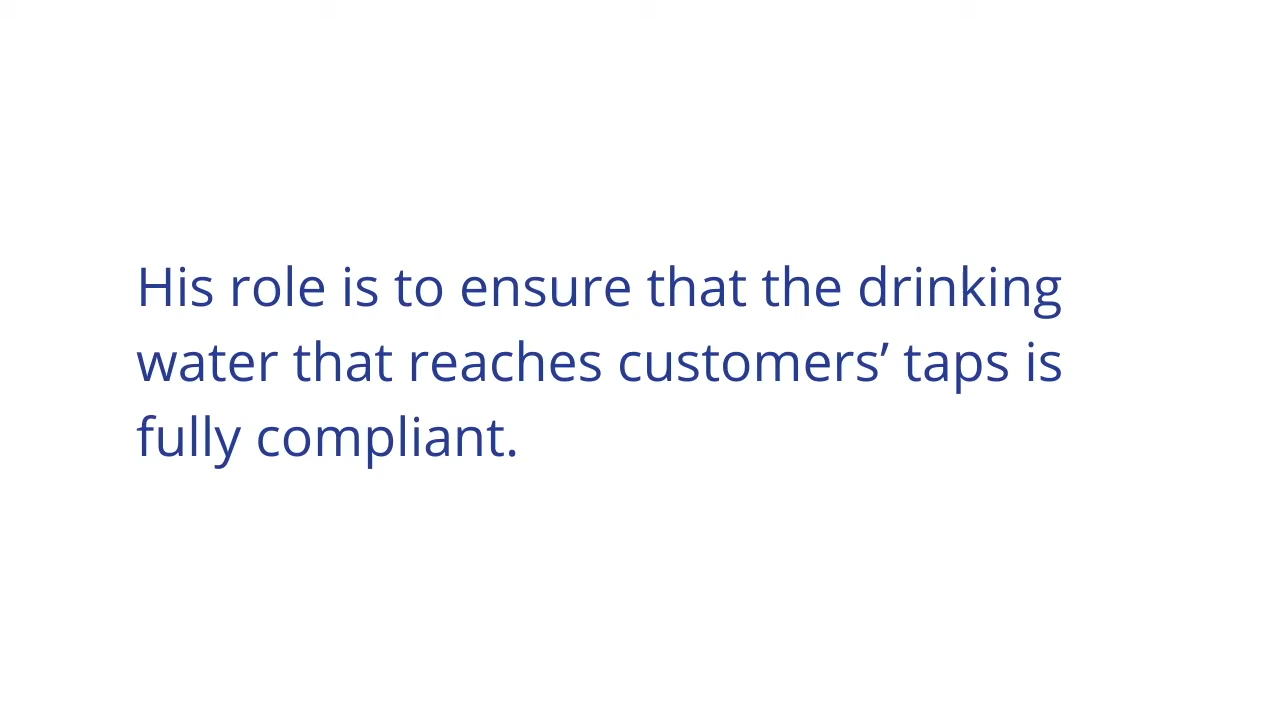 His role is to ensure that the drinking
water that reaches customers’ taps is
fully compliant.